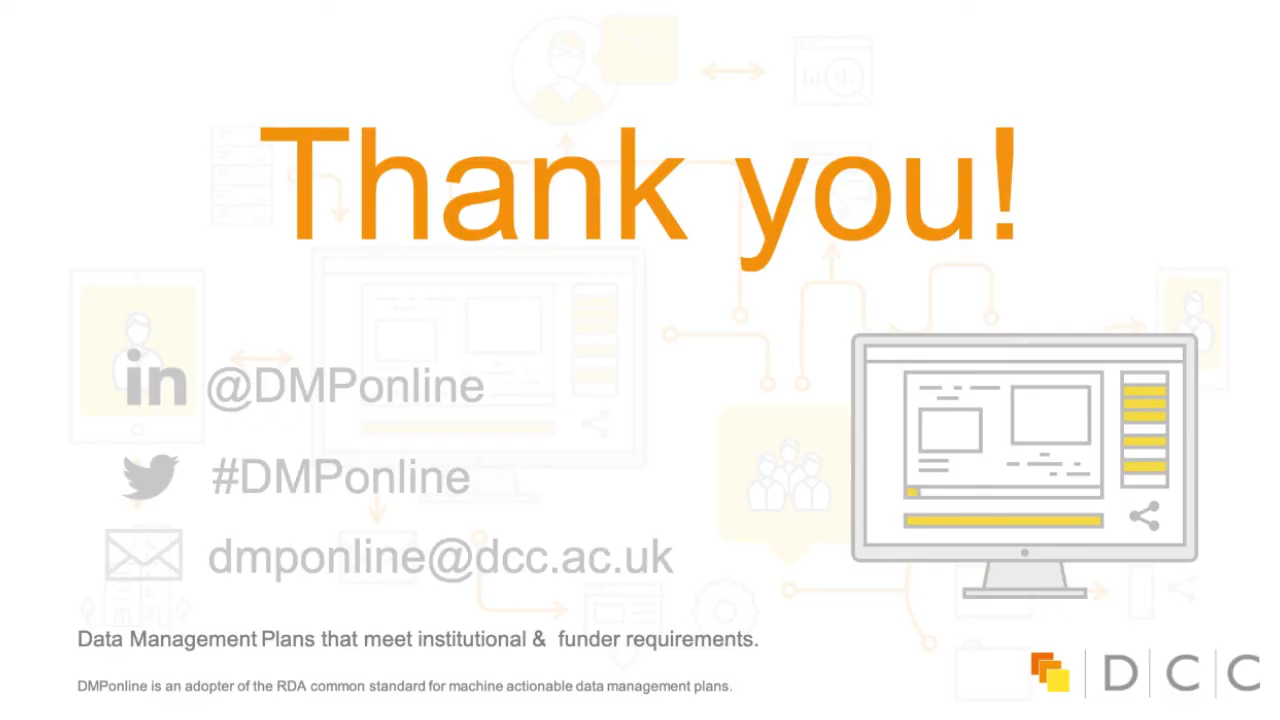 Thank you!
in @DMPonline
#DMPonline
dmponline@dcc.ac.uk
Data Management Plans that meet institutional & funder requirements.
DMPonline is an adopter of the RDA common standard for machine actionable data management plans.
DCC